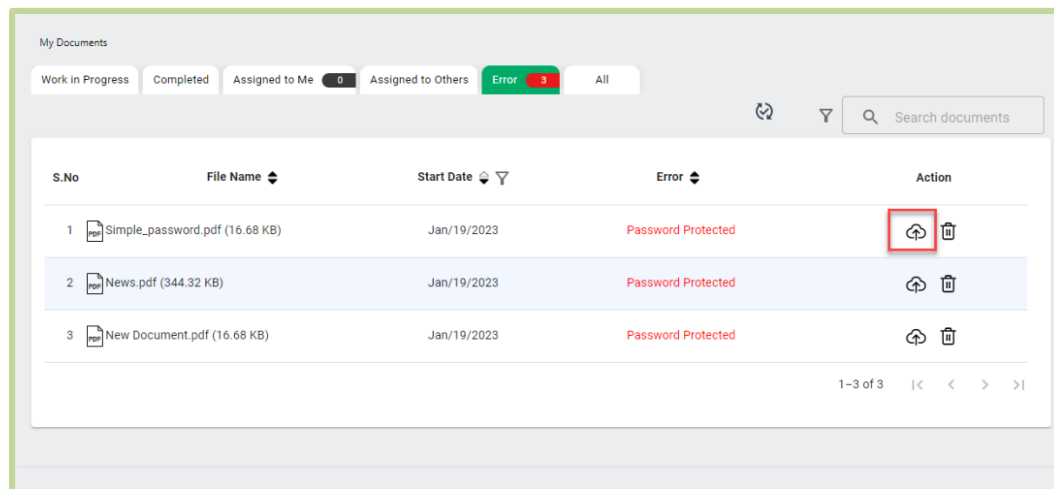 My Documents
Work in Progress Completed Assigned to Me 0 Assigned to Others Error 3 All
Search documents
S.No File Name Start Date Error Action
1 PDF Simple_password.pdf (16.68 KB) Jan/19/2023 Password Protected
2 PDF News.pdf (344.32 KB) Jan/19/2023 Password Protected
3 PDF New Document.pdf (16.68 KB) Jan/19/2023 Password Protected
1–3 of 3